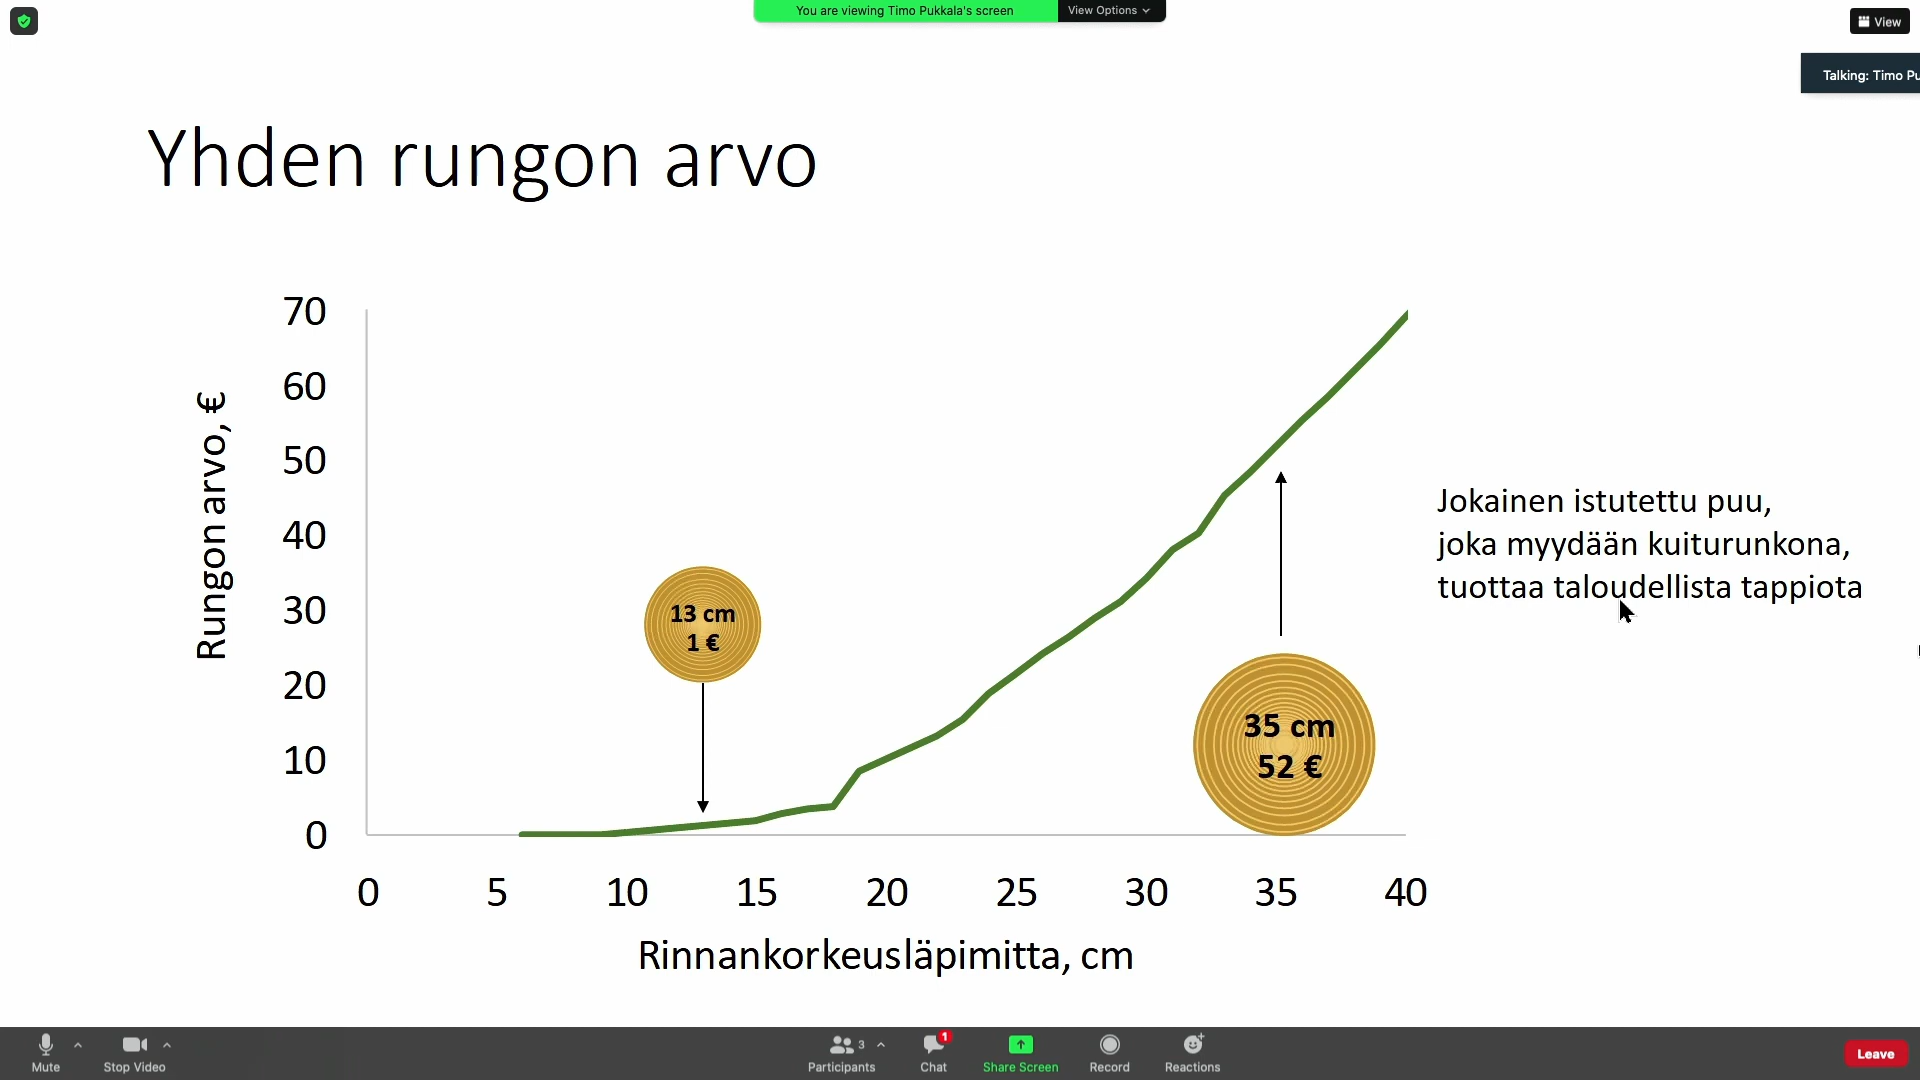 You are viewing Timo Pukkala's screen
View Options
View
Talking: Timo Pu
Yhden rungon arvo
Rungon arvo, €
70
60
50
40
30
20
10
0
13 cm
1 €
35 cm
52 €
Jokainen istutettu puu,
joka myydään kuiturunkona,
tuottaa taloudellista tappiota
0 5 10 15 20 25 30 35 40
Rinnankorkeusläpimitta, cm
Mute
Stop Video
3
Participants
1
Chat
Share Screen
Record
Reactions
Leave